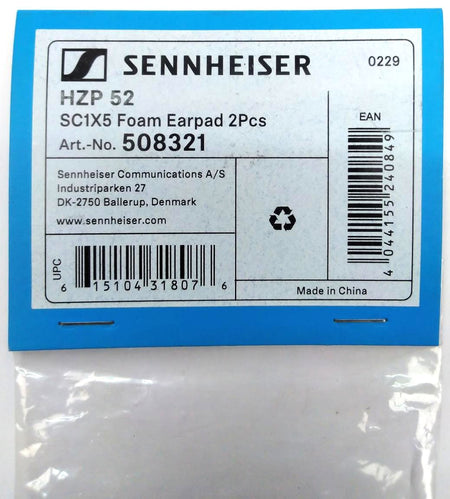 SENNHEISER
0229
HZP 52
SC1X5 Foam Earpad 2Pcs
Art.-No. 508321
EAN
4 044155 240849
Sennheiser Communications A/S
Industriparken 27
DK-2750 Ballerup, Denmark
www.sennheiser.com
UPC
6 15104 31807 6
Made in China